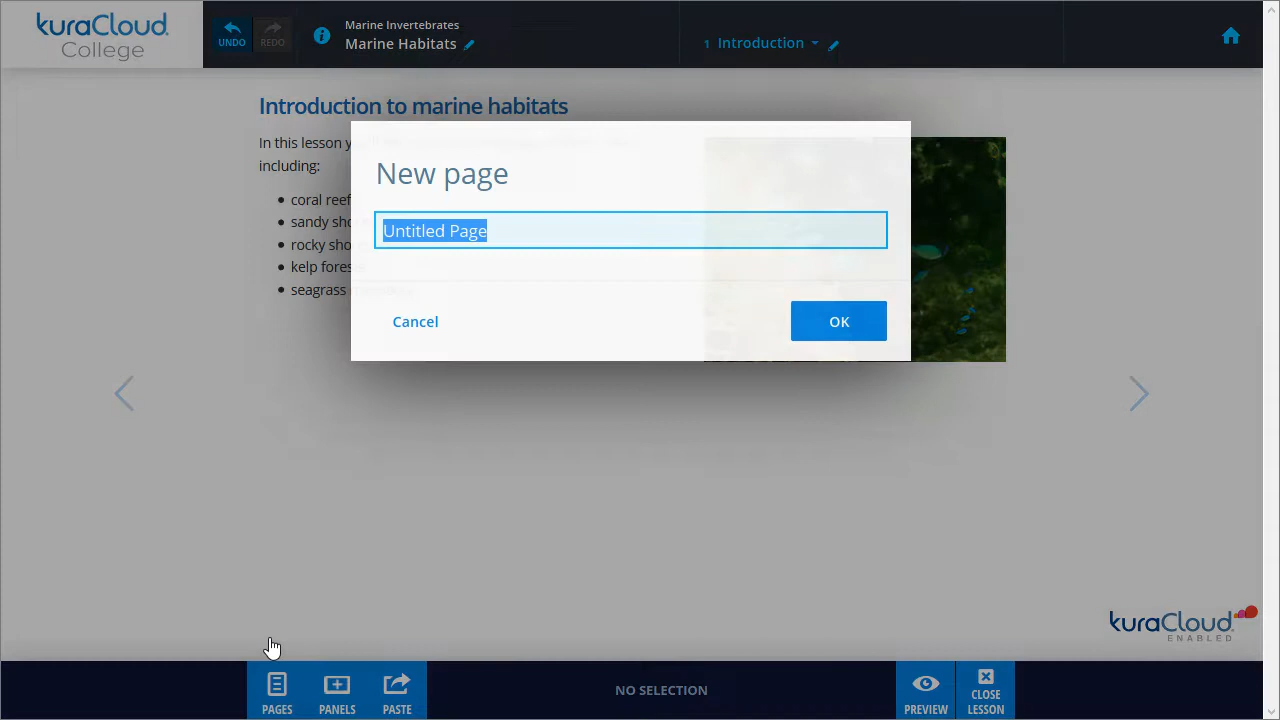 kuraCloud
College
UNDO
REDO
Marine Invertebrates
Marine Habitats
1 Introduction
Introduction to marine habitats
In this lesson
including:
coral reef
sandy
rocky
kelp fores
seagrass
New page
Untitled Page
Cancel
OK
kuraCloud
ENABLED
PAGES
PANELS
PASTE
NO SELECTION
PREVIEW
CLOSE
LESSON